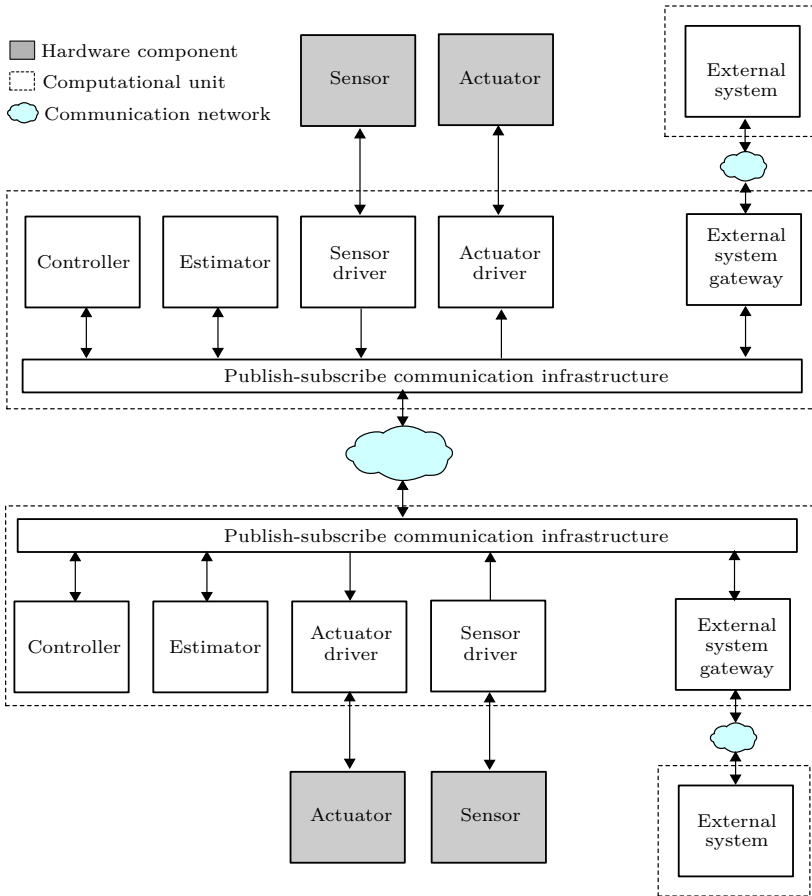 Hardware component
Computational unit
Communication network
Sensor
Actuator
External
system
Controller
Estimator
Sensor
driver
Actuator
driver
External
system
gateway
Publish-subscribe communication infrastructure
Publish-subscribe communication infrastructure
Controller
Estimator
Actuator
driver
Sensor
driver
External
system
gateway
Actuator
Sensor
External
system